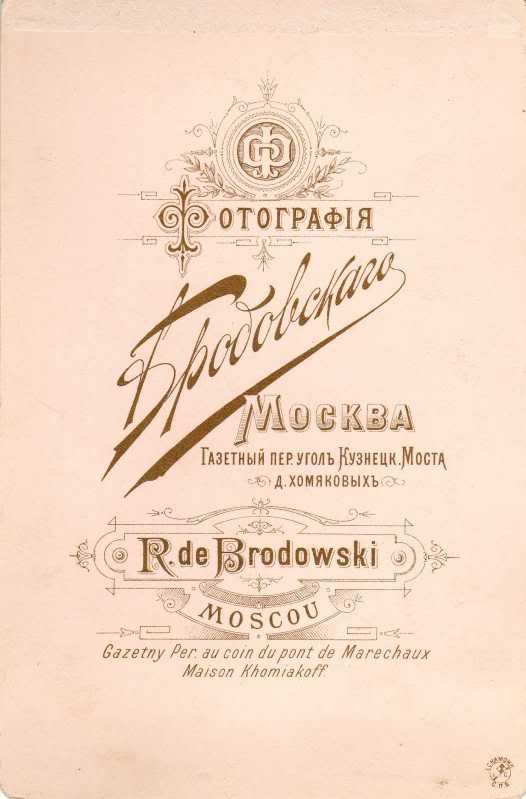 Фотографія
Бродовскаго
Москва
Газетный пер. уголъ Кузнецк. Моста
д. Хомяковыхъ
R. de Brodowski
MOSCOU
Gazetny Per. au coin du pont de Marechaux
Maison Khomiakoff.